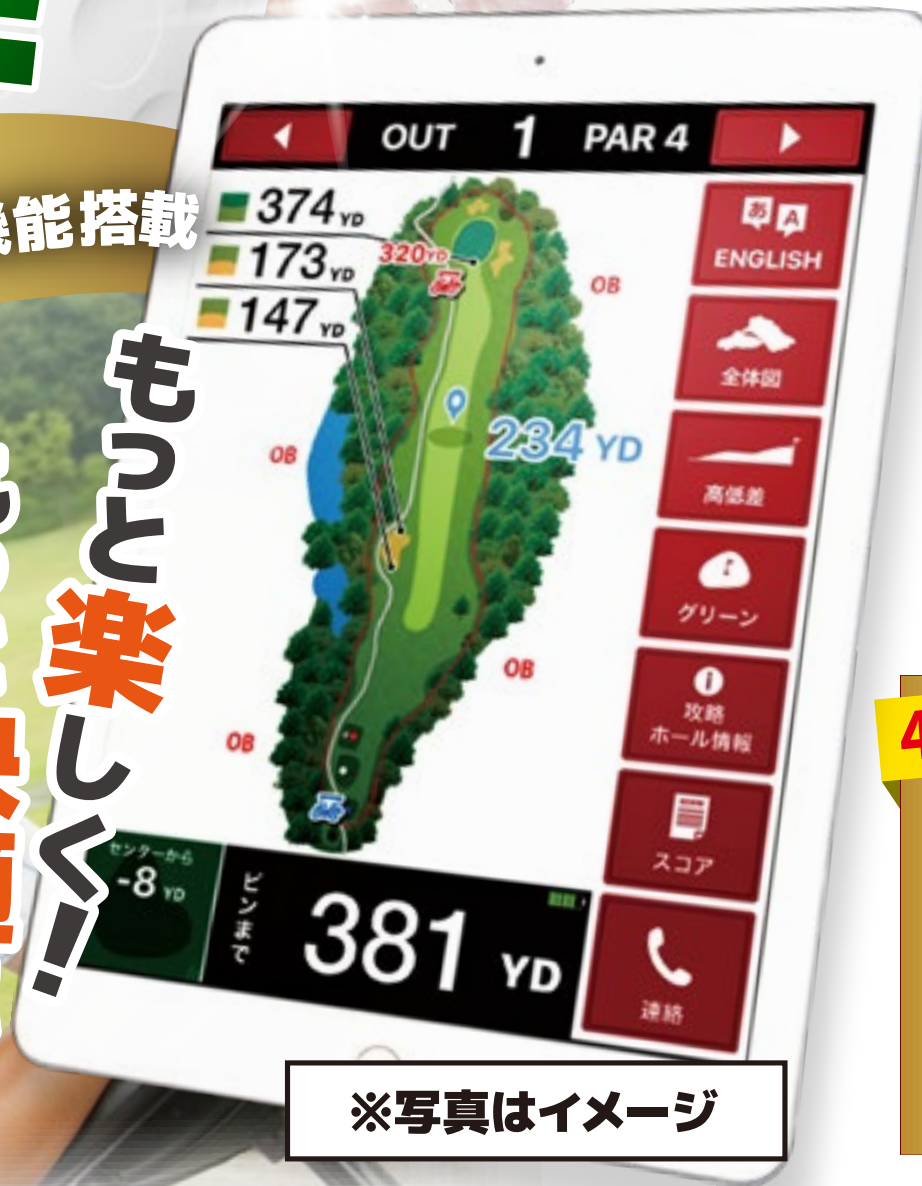 能搭載
もっと楽しく!
OUT 1 PAR 4
374 YD
173 YD
147 YD
320YD
OB
234 YD
OB
OB
OB
ENGLISH
あ A
全体図
高低差
グリーン
攻略
ホール情報
スコア
連絡
センターから
-8 YD
ピンまで
381 YD
4
※写真はイメージ